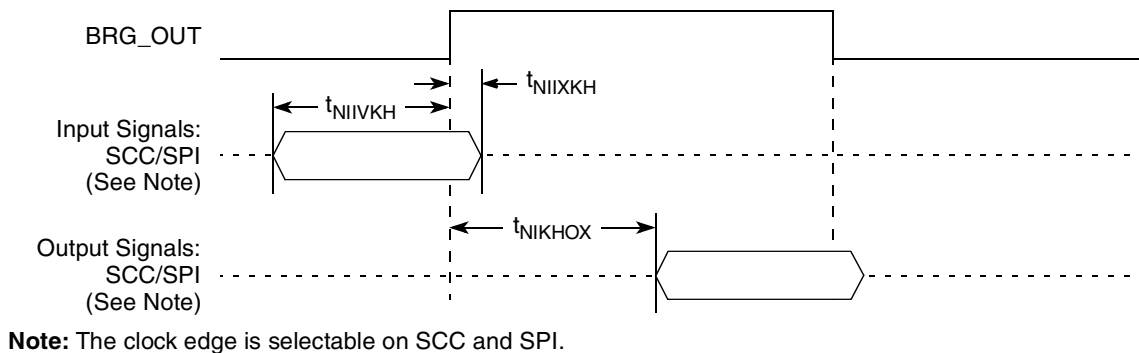 BRG_OUT
tNIIXKH
tNIIVKH
Input Signals:
SCC/SPI
(See Note)
tNIKHOX
Output Signals:
SCC/SPI
(See Note)
Note: The clock edge is selectable on SCC and SPI.